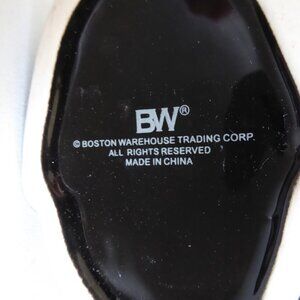 BW®
© BOSTON WAREHOUSE TRADING CORP.
ALL RIGHTS RESERVED
MADE IN CHINA